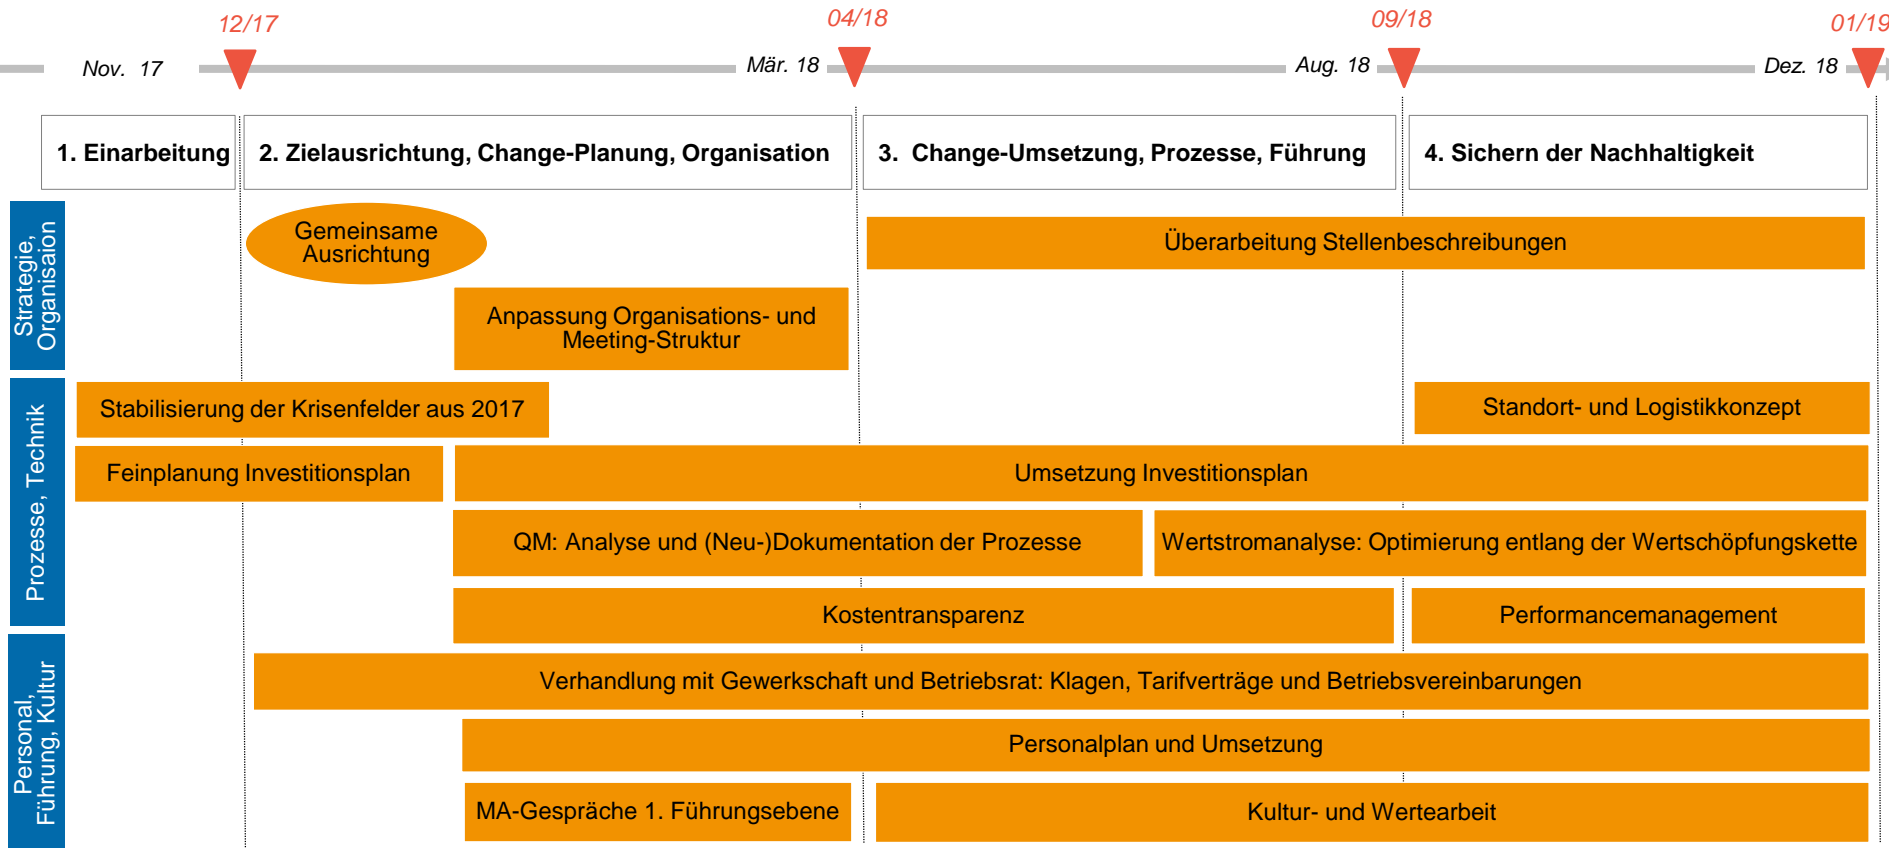 12/17
04/18
09/18
01/19
Nov. 17
Mär. 18
Aug. 18
Dez. 18
1. Einarbeitung
2. Zielausrichtung, Change-Planung, Organisation
3. Change-Umsetzung, Prozesse, Führung
4. Sichern der Nachhaltigkeit
Strategie,
Organisaion
Gemeinsame
Ausrichtung
Überarbeitung Stellenbeschreibungen
Anpassung Organisations- und
Meeting-Struktur
Prozesse, Technik
Stabilisierung der Krisenfelder aus 2017
Standort- und Logistikkonzept
Feinplanung Investitionsplan
Umsetzung Investitionsplan
QM: Analyse und (Neu-)Dokumentation der Prozesse
Wertstromanalyse: Optimierung entlang der Wertschöpfungskette
Kostentransparenz
Performancemanagement
Personal,
Führung, Kultur
Verhandlung mit Gewerkschaft und Betriebsrat: Klagen, Tarifverträge und Betriebsvereinbarungen
Personalplan und Umsetzung
MA-Gespräche 1. Führungsebene
Kultur- und Wertearbeit